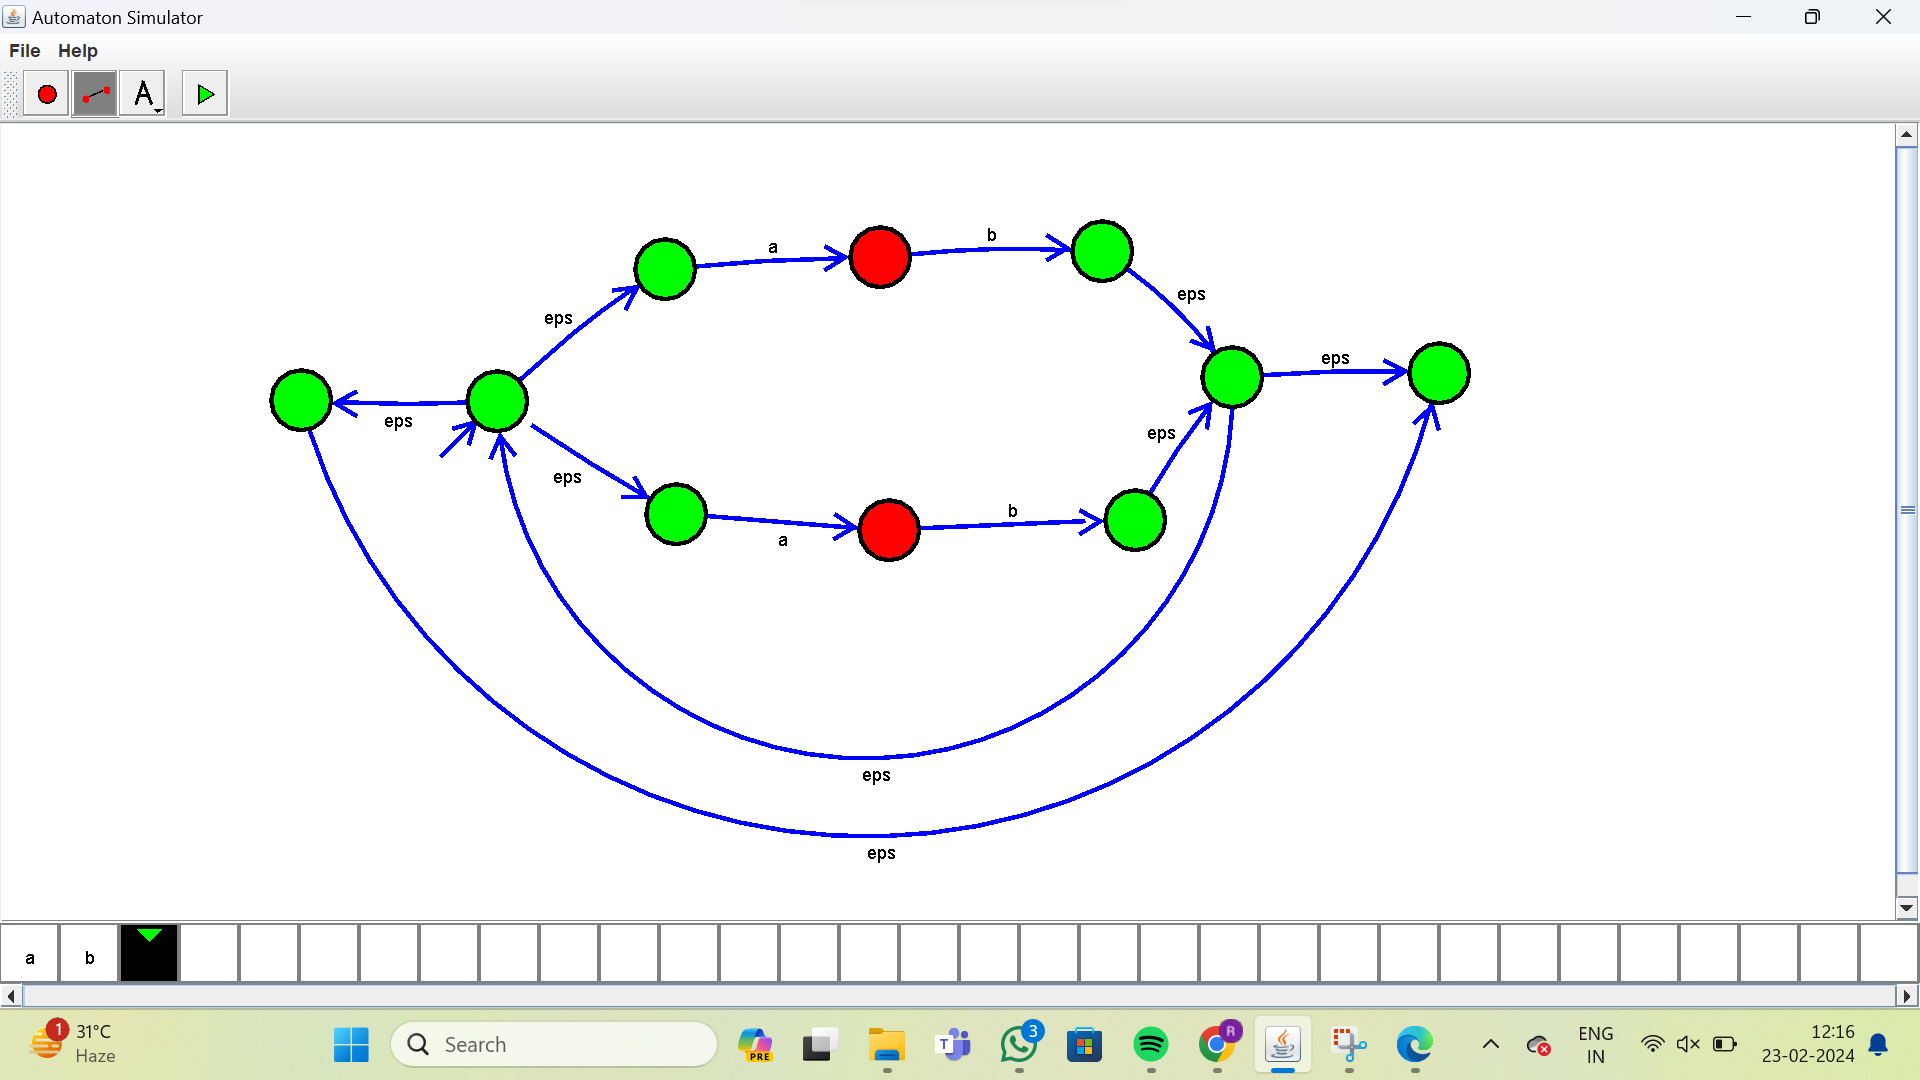 Automaton Simulator
File Help
A
a
b
eps
eps
eps
eps
eps
eps
a
b
eps
eps
a b
1
31°C
Haze
Search
PRE
T
3
R
ENG
IN
12:16
23-02-2024